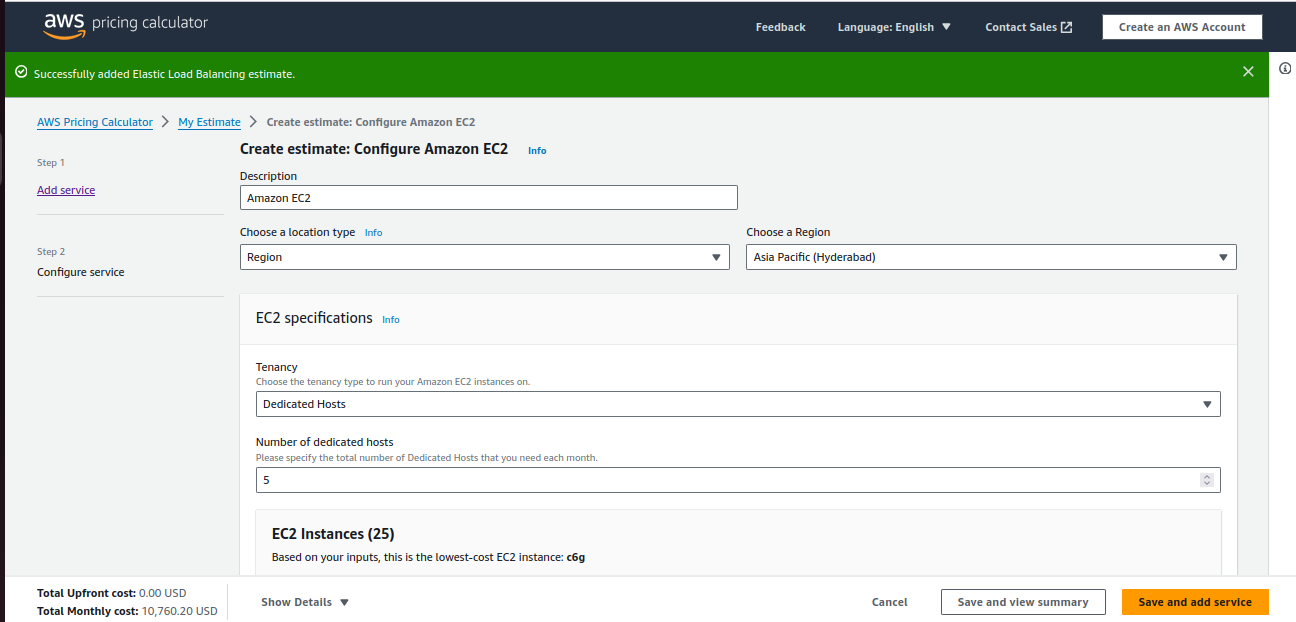 aws pricing calculator
Feedback
Language: English
Contact Sales
Create an AWS Account
Successfully added Elastic Load Balancing estimate.
AWS Pricing Calculator > My Estimate > Create estimate: Configure Amazon EC2
Step 1
Add service
Step 2
Configure service
Create estimate: Configure Amazon EC2 Info
Description
Amazon EC2
Choose a location type Info
Region
Choose a Region
Asia Pacific (Hyderabad)
EC2 specifications Info
Tenancy
Choose the tenancy type to run your Amazon EC2 instances on.
Dedicated Hosts
Number of dedicated hosts
Please specify the total number of Dedicated Hosts that you need each month.
5
EC2 Instances (25)
Based on your inputs, this is the lowest-cost EC2 instance: c6g
Total Upfront cost: 0.00 USD
Total Monthly cost: 10,760.20 USD
Show Details
Cancel
Save and view summary
Save and add service